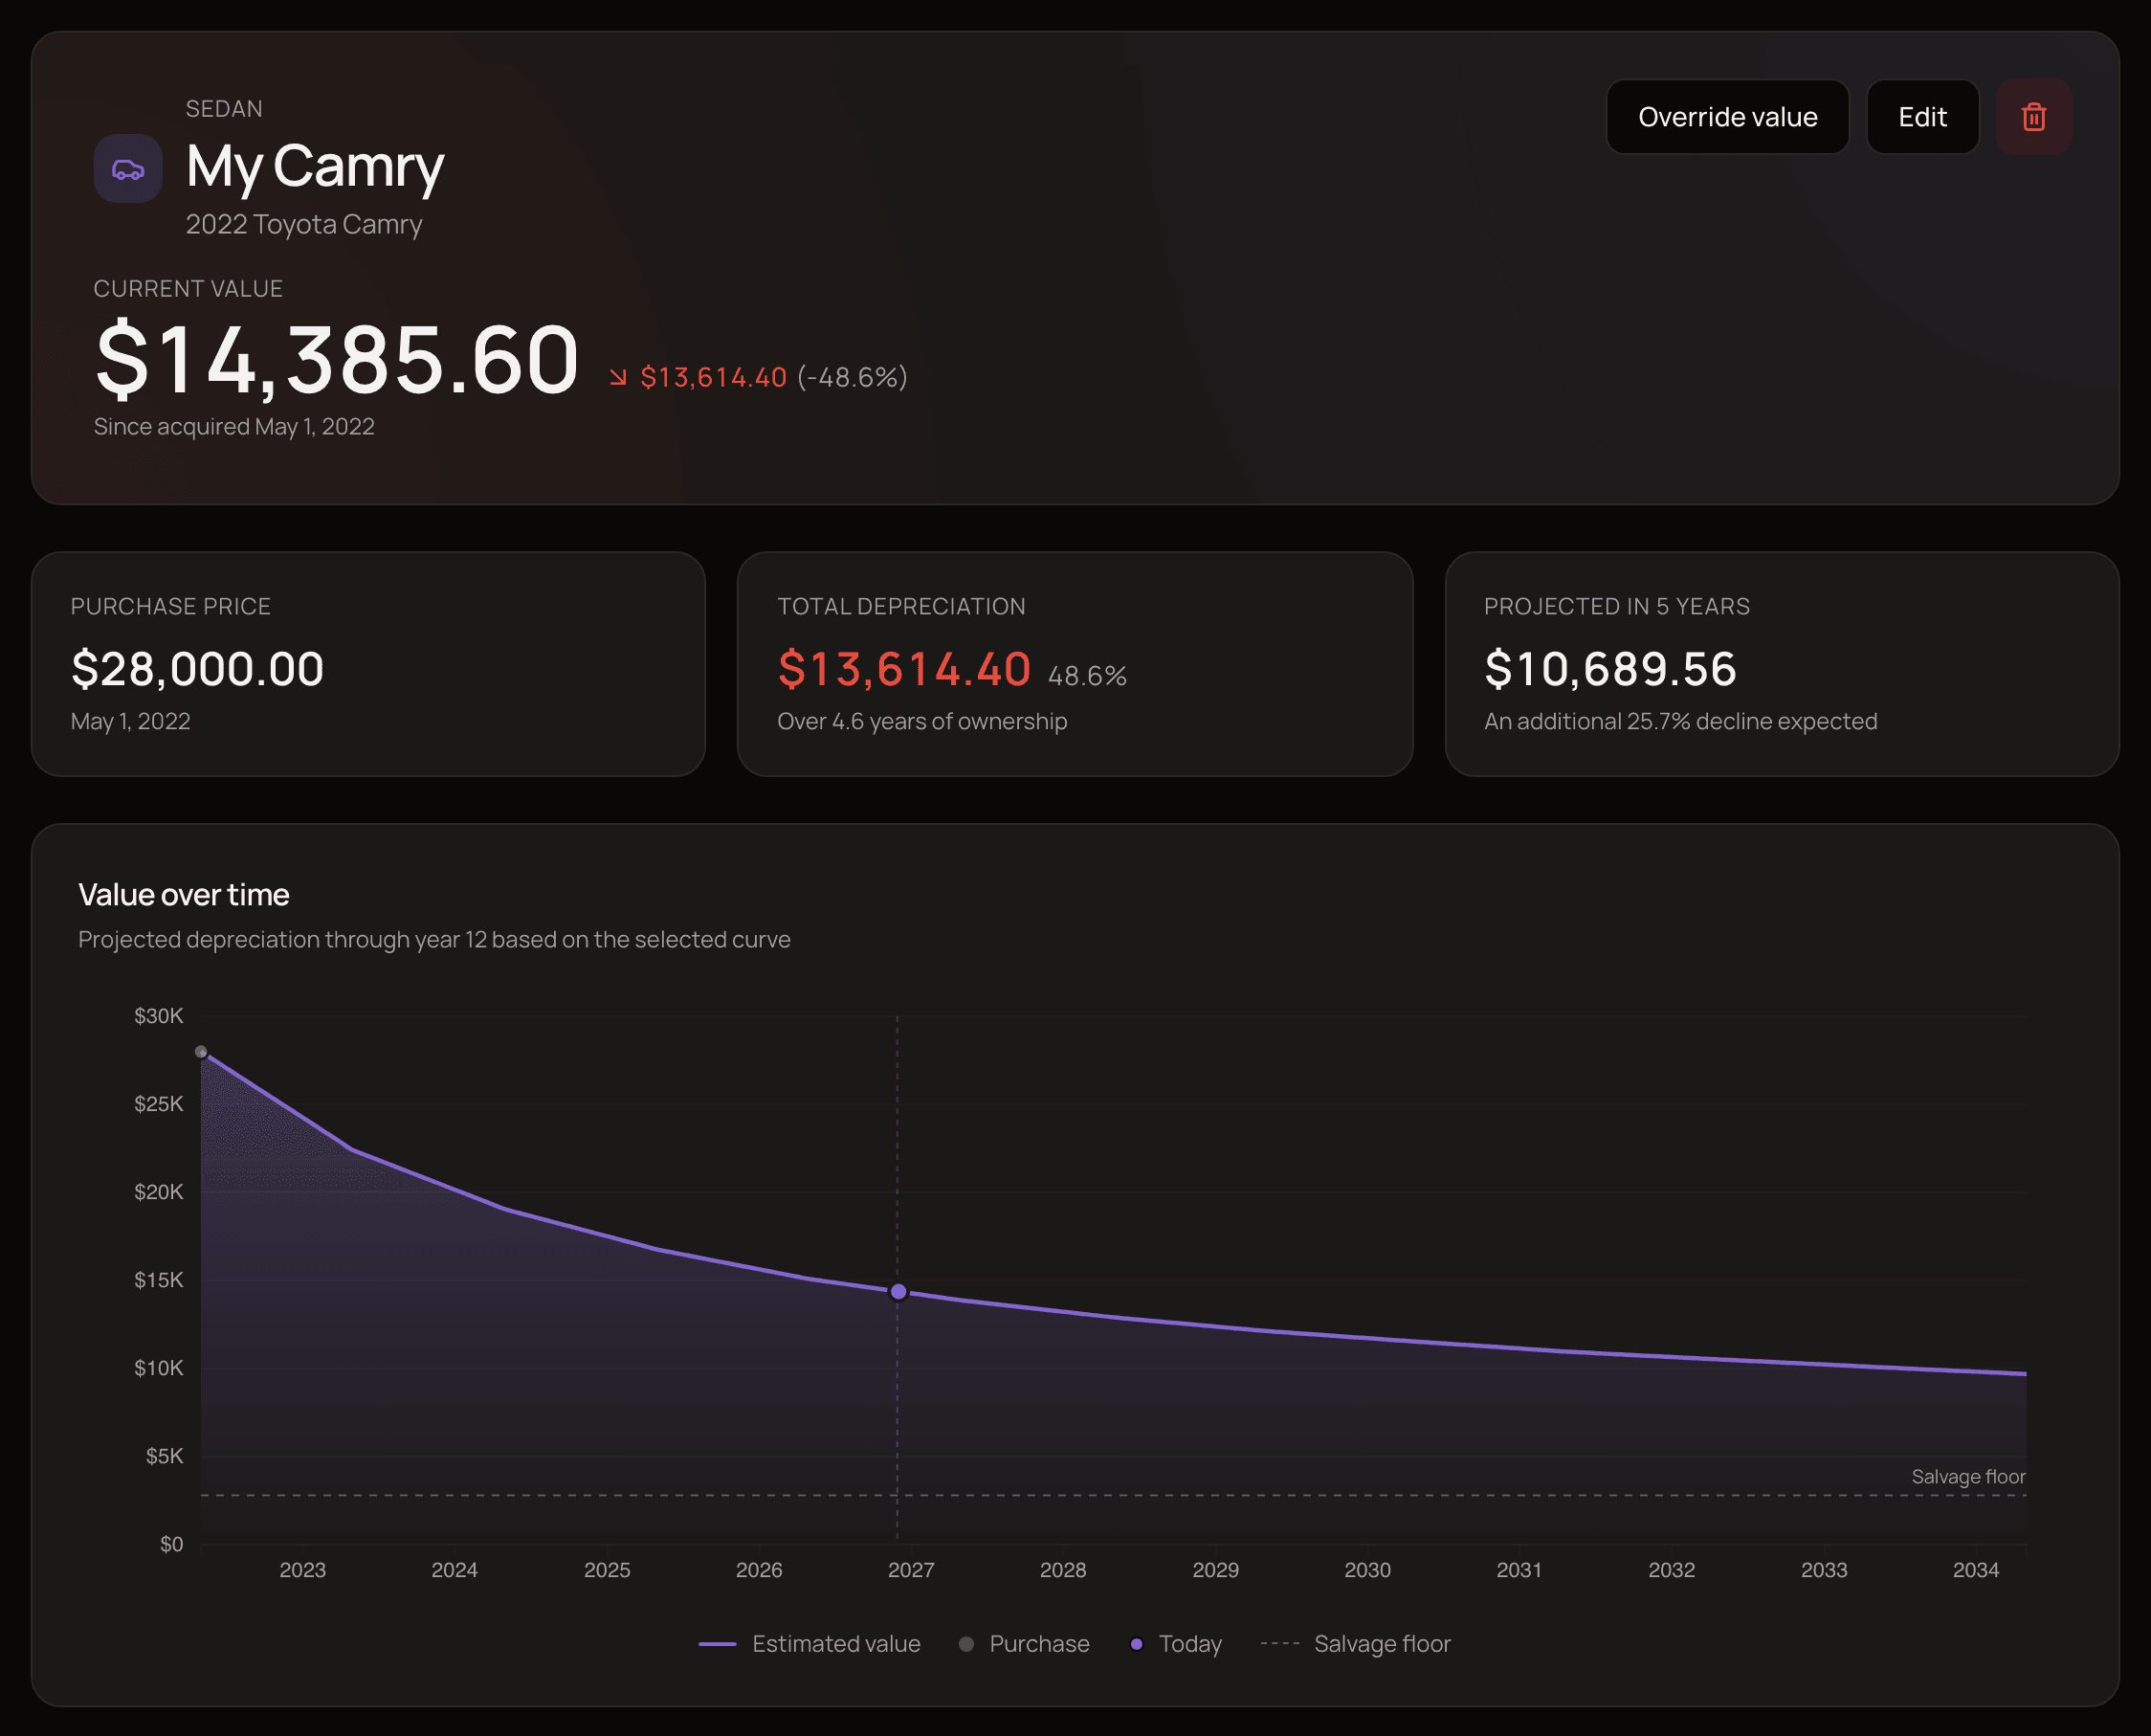 SEDAN
My Camry
2022 Toyota Camry
Override value
Edit
CURRENT VALUE
$14,385.60 $13,614.40 (-48.6%)
Since acquired May 1, 2022
PURCHASE PRICE
$28,000.00
May 1, 2022
TOTAL DEPRECIATION
$13,614.40 48.6%
Over 4.6 years of ownership
PROJECTED IN 5 YEARS
$10,689.56
An additional 25.7% decline expected
Value over time
Projected depreciation through year 12 based on the selected curve
$30K
$25K
$20K
$15K
$10K
$5K
$0
Salvage floor
2023 2024 2025 2026 2027 2028 2029 2030 2031 2032 2033 2034
Estimated value Purchase Today Salvage floor